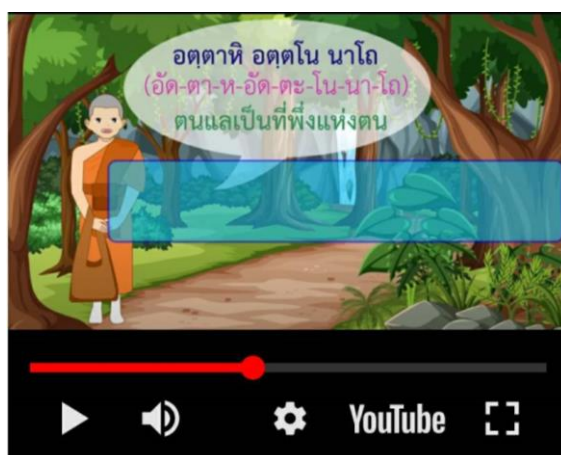 อตฺตาหิ อตฺตโน นาโถ
(อัด-ตา-ห-อัด-ตะ-โน-นา-โถ)
ตนแลเป็นที่พึ่งแห่งตน
YouTube